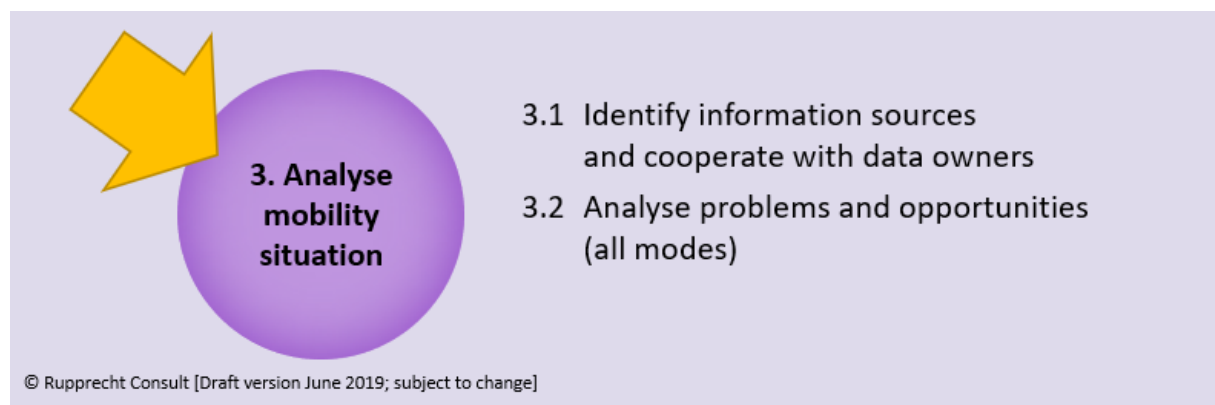 3. Analyse
mobility
situation
3.1 Identify information sources
and cooperate with data owners
3.2 Analyse problems and opportunities
(all modes)
© Rupprecht Consult [Draft version June 2019; subject to change]